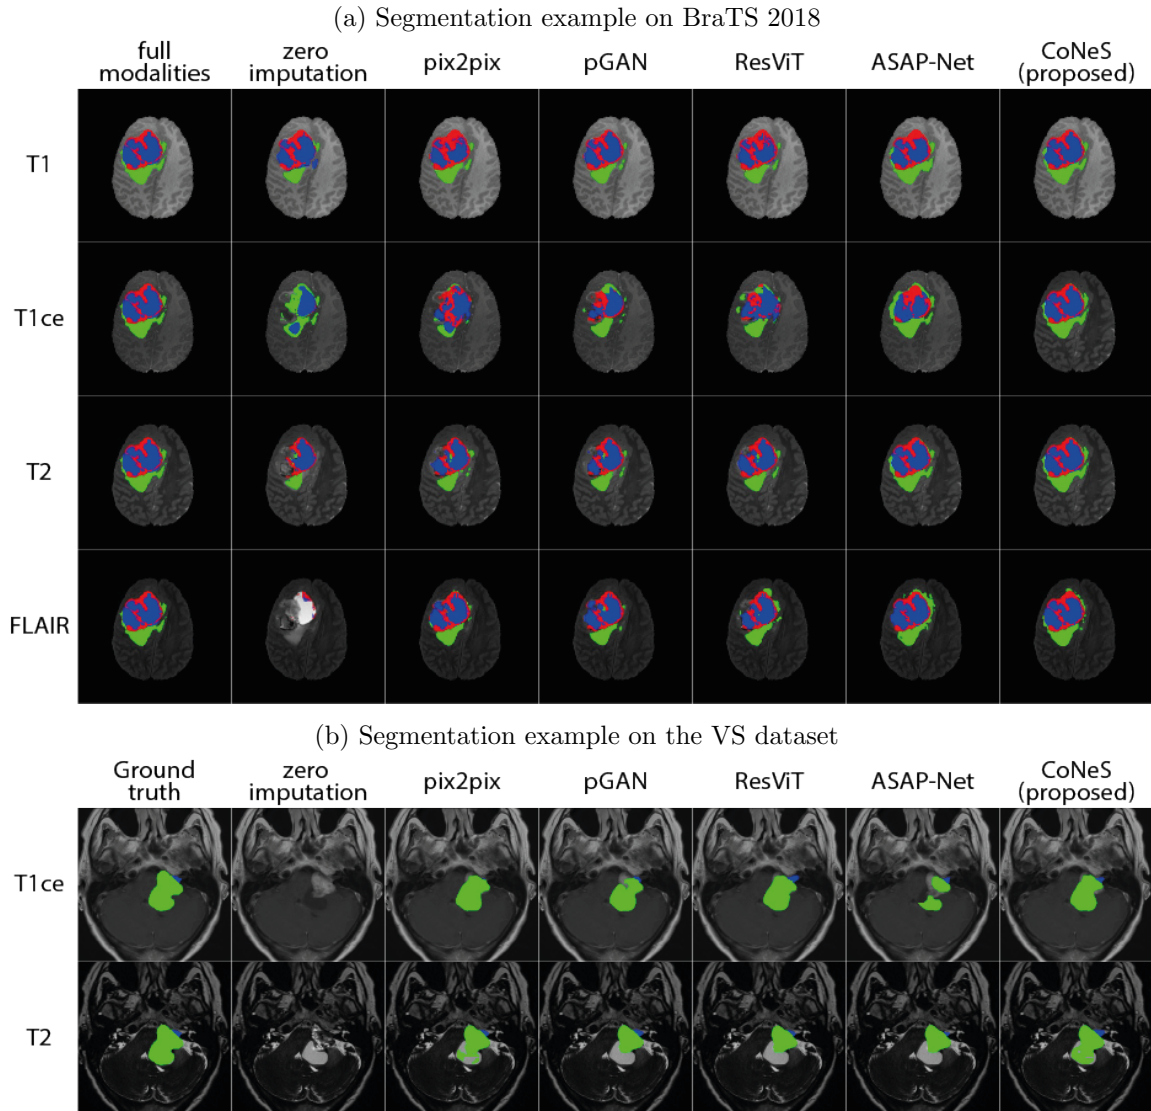 (a) Segmentation example on BraTS 2018
full modalities
zero imputation
pix2pix
pGAN
ResViT
ASAP-Net
CoNeS (proposed)
T1
T1ce
T2
FLAIR
(b) Segmentation example on the VS dataset
Ground truth
zero imputation
pix2pix
pGAN
ResViT
ASAP-Net
CoNeS (proposed)
T1ce
T2